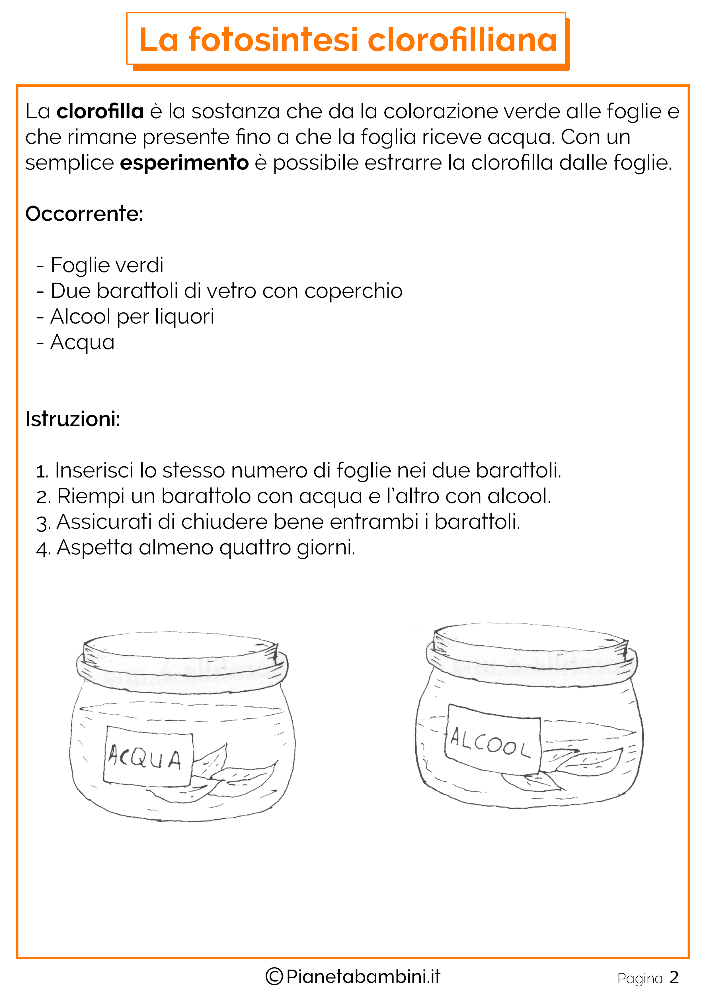 La fotosintesi clorofilliana
La clorofilla è la sostanza che da la colorazione verde alle foglie e
che rimane presente fino a che la foglia riceve acqua. Con un
semplice esperimento è possibile estrarre la clorofilla dalle foglie.
Occorrente:
- Foglie verdi
- Due barattoli di vetro con coperchio
- Alcool per liquori
- Acqua
Istruzioni:
1. Inserisci lo stesso numero di foglie nei due barattoli.
2. Riempi un barattolo con acqua e l'altro con alcool.
3. Assicurati di chiudere bene entrambi i barattoli.
4. Aspetta almeno quattro giorni.
ACQUA
ALCOOL
©Pianetabambini.it
Pagina 2